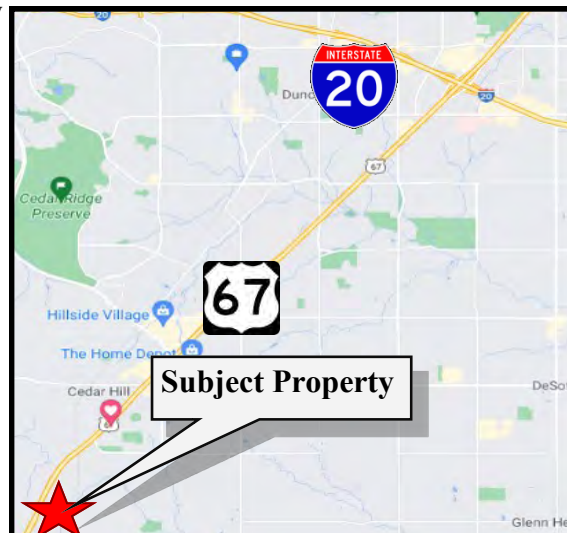 20
INTERSTATE
20
Dunc
20
67
Cedar Ridge
Preserve
67
Hillside Village
The Home Depot
Subject Property
Cedar Hill
DeSo
67
Glenn He